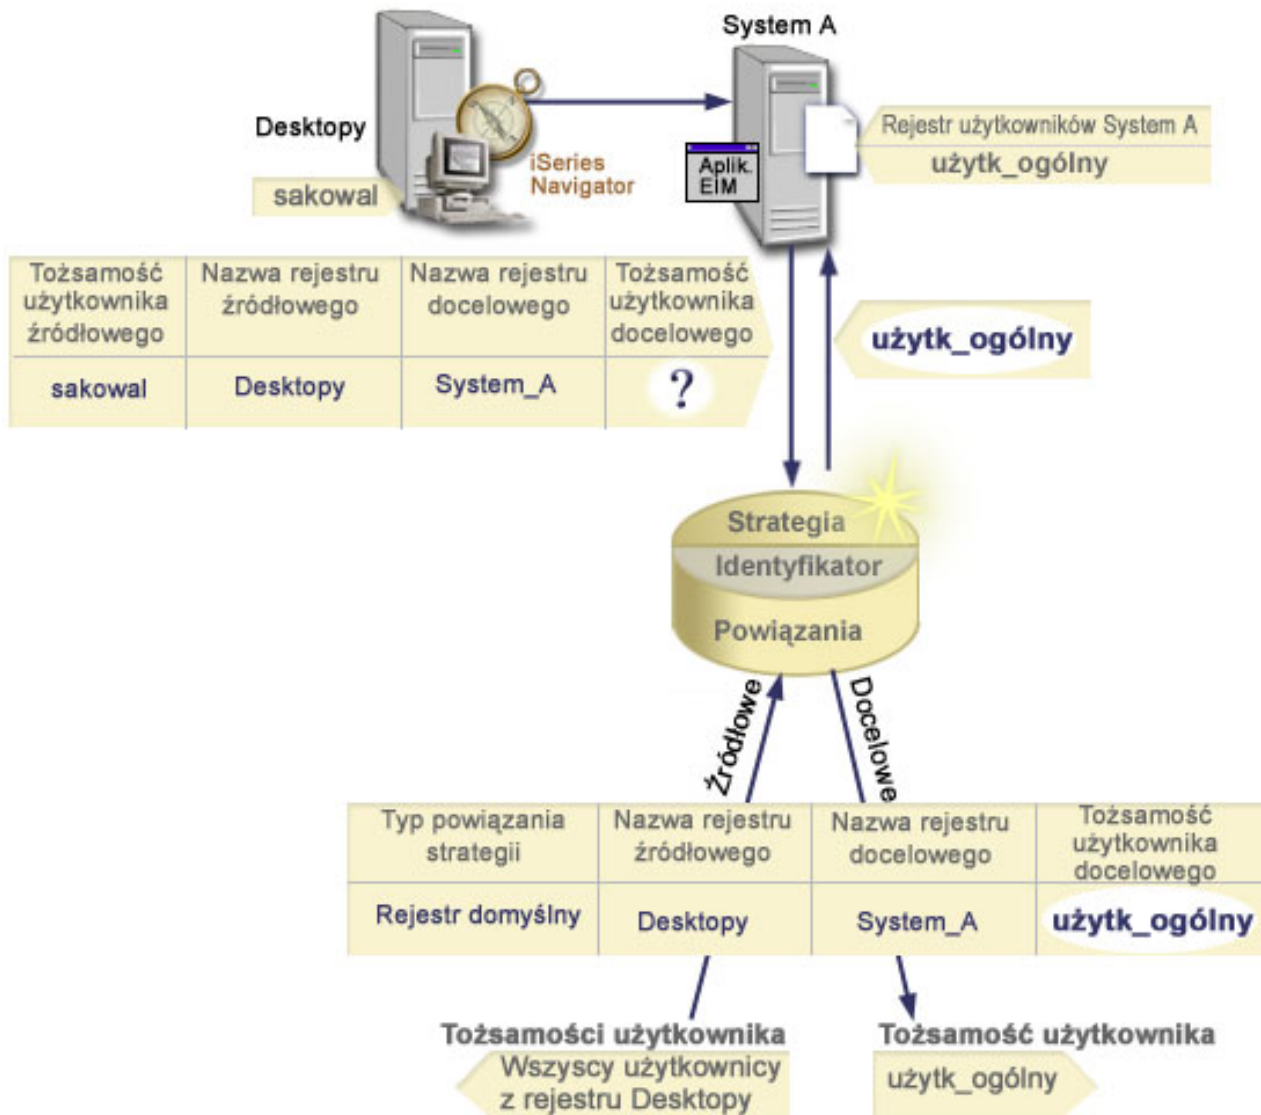 System A
Desktopy
iSeries
Navigator
sakowal
Aplik.
EIM
Rejestr użytkowników System A
użytk_ogólny
Tożsamość
użytkownika
źródłowego
Nazwa rejestru
źródłowego
Nazwa rejestru
docelowego
Tożsamość
użytkownika
docelowego
sakowal
Desktopy
System_A
?
użytk_ogólny
Strategia
Identyfikator
Powiązania
Źródłowe
Docelowe
Typ powiązania
strategii
Nazwa rejestru
źródłowego
Nazwa rejestru
docelowego
Tożsamość
użytkownika
docelowego
Rejestr domyślny
Desktopy
System_A
użytk_ogólny
Tożsamości użytkownika
Wszyscy użytkownicy
z rejestru Desktopy
Tożsamość użytkownika
użytk_ogólny